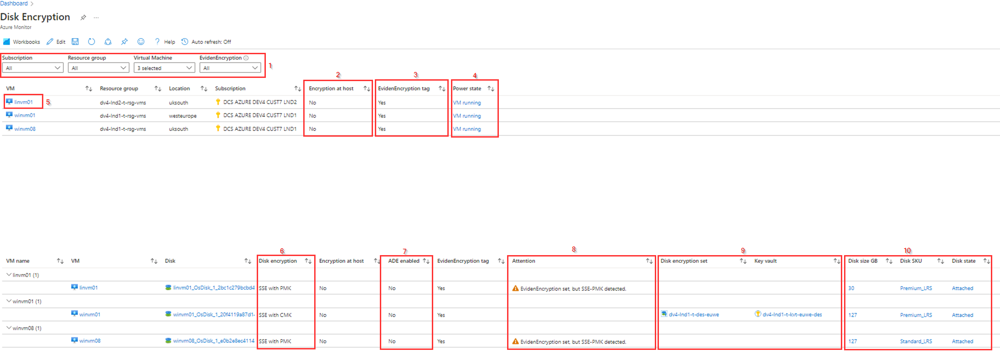 Dashboard >
Disk Encryption ...
Azure Monitor
Workbooks Edit Help Auto refresh: Off
Subscription Resource group Virtual Machine EvidenEncryption
All All 3 selected All 1
2 3 4
VM Resource group Location Subscription Encryption at host EvidenEncryption tag Power state
linvm01 5 dv4-lnd2-t-rsg-vms uksouth DCS AZURE DEV4 CUST7 LND2 No Yes VM running
winvm01 dv4-lnd1-t-rsg-vms westeurope DCS AZURE DEV4 CUST7 LND1 No Yes VM running
winvm08 dv4-lnd1-t-rsg-vms uksouth DCS AZURE DEV4 CUST7 LND1 No Yes VM running
6 7 8 9 10
VM name VM Disk Disk encryption Encryption at host ADE enabled EvidenEncryption tag Attention Disk encryption set Key vault Disk size GB Disk SKU Disk state
linvm01 (1)
linvm01 linvm01_OsDisk_1_2bc1c279bcbd4 SSE with PMK No No Yes EvidenEncryption set, but SSE-PMK detected. 30 Premium_LRS Attached
winvm01 (1)
winvm01 winvm01_OsDisk_1_20f4119a87d1 SSE with CMK No No Yes dv4-lnd1-t-des-euwe dv4-lnd1-t-kvt-euwe-des 127 Premium_LRS Attached
winvm08 (1)
winvm08 winvm08_OsDisk_1_e0b2e8ec4114 SSE with PMK No No Yes EvidenEncryption set, but SSE-PMK detected. 127 Standard_LRS Attached